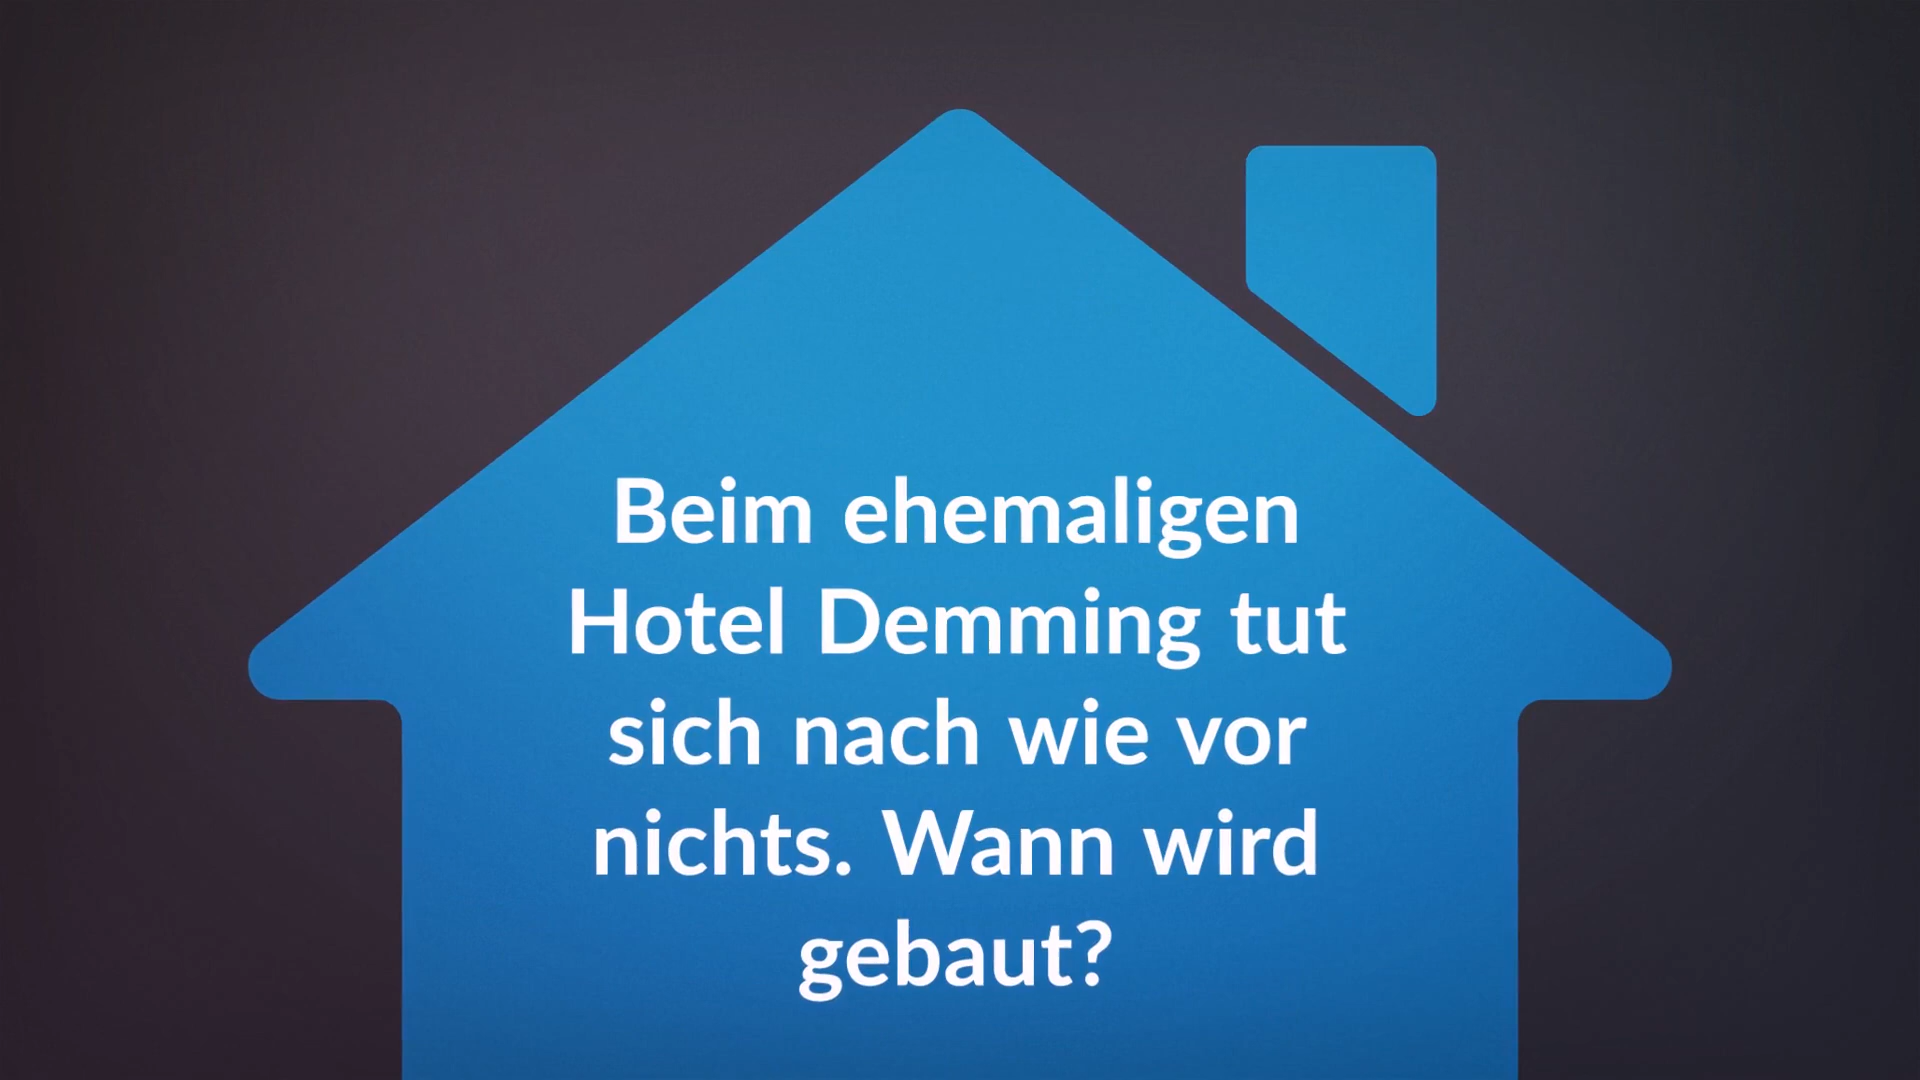 Beim ehemaligen
Hotel Demming tut
sich nach wie vor
nichts. Wann wird
gebaut?